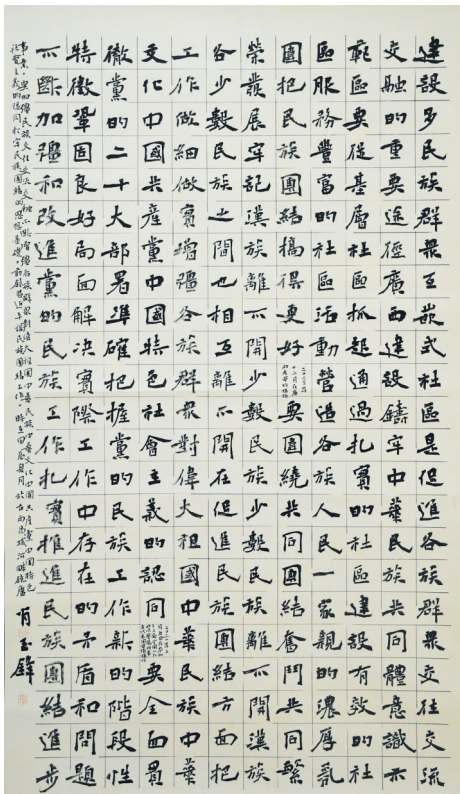 建設多民族群衆互嵌式社區是促進各族群衆交往交流
交融的重要途徑廣西建設鑄牢中華民族共同體意識示
範區要從基層社區抓起通過扎實的社區建設有效的社
區服務豐富的社區活動營造各族人民一家親的濃厚氛
圍把民族團結搞得更好要圍繞共同團結奮鬥共同繁
榮發展牢記漢族離不開少數民族少數民族離不開漢族
各少數民族之間也相互離不開在促進民族團結方面把
工作做細做實增彊各族群衆對偉大祖國中華民族中華
文化中國共產黨中國特色社會主義的認同要全面貫
徹黨的二十大部署準確把握黨的民族工作新的階段性
特徵鞏固良好局面解決實際工作中存在的矛盾和問題
不斷加彊和改進黨的民族工作扎實推進民族團結進步
事業
社會主義的認同